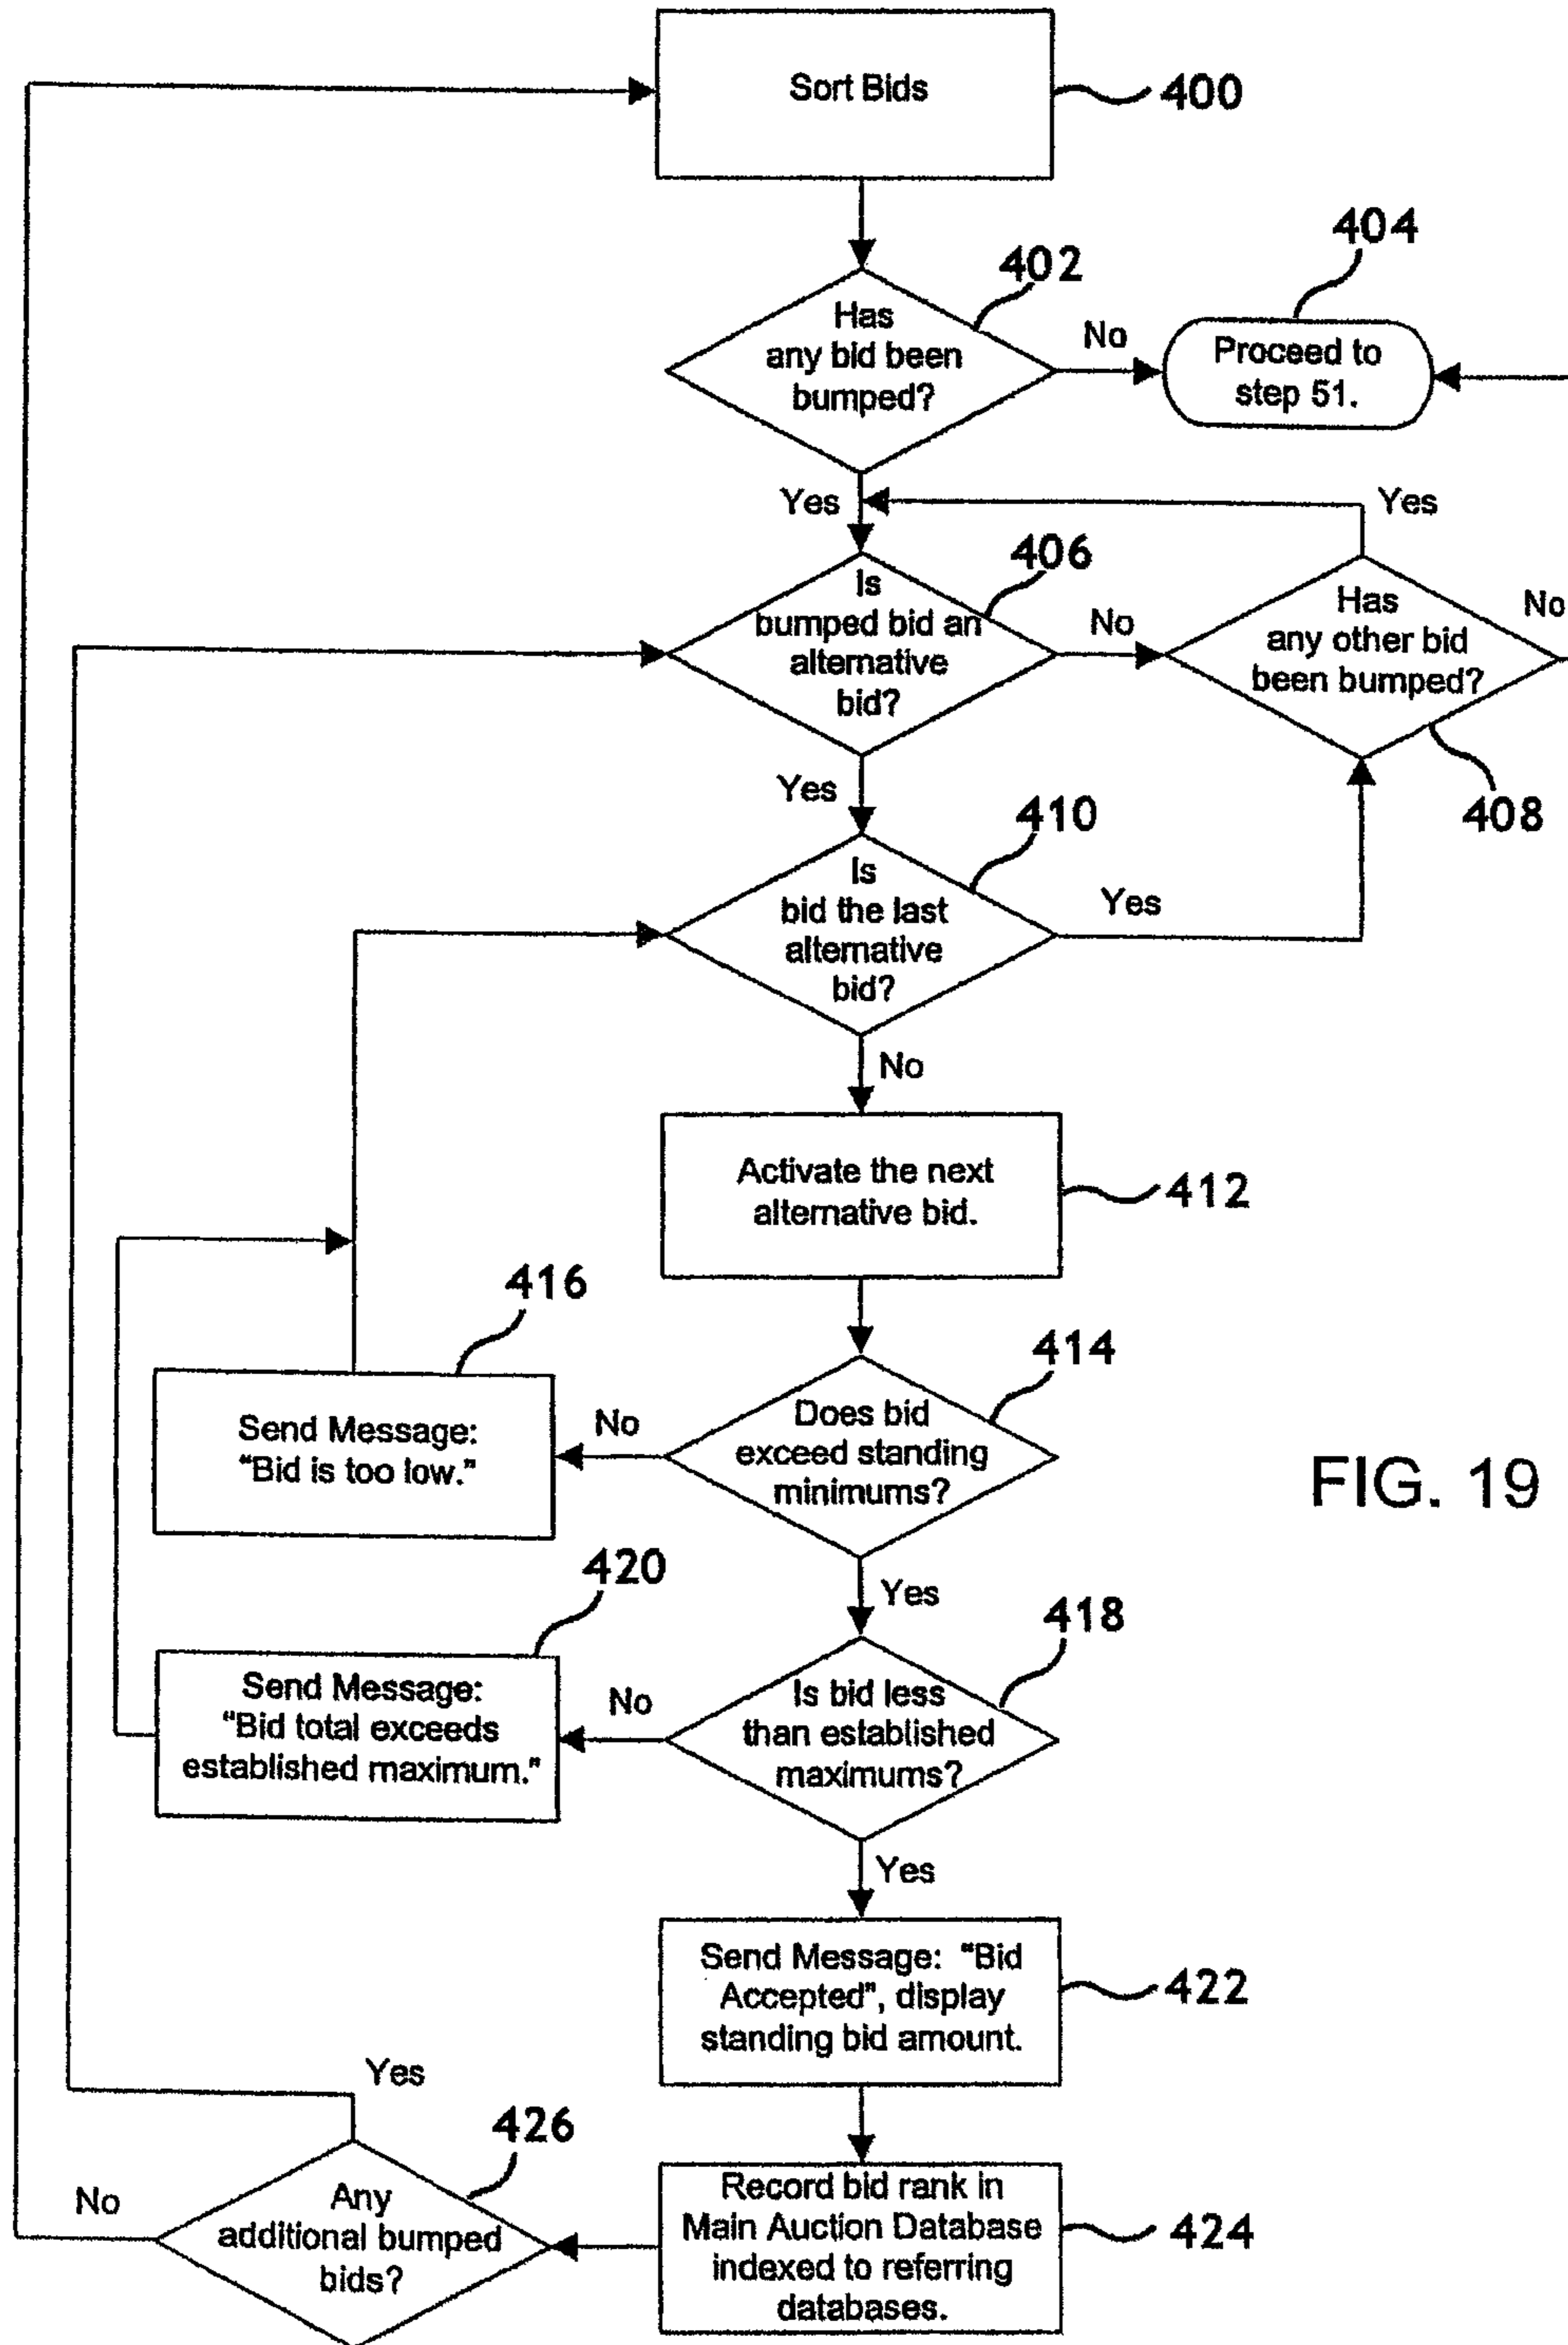 Sort Bids
400
404
402
Has
any bid been
bumped?
No
Proceed to
step 51.
Yes
Yes
406
Is
bumped bid an
alternative
bid?
No
Has
any other bid
been bumped?
No
408
Yes
410
Is
bid the last
alternative
bid?
Yes
No
Activate the next
alternative bid.
412
416
414
Send Message:
“Bid is too low.”
No
Does bid
exceed standing
minimums?
FIG. 19
420
Yes
418
Send Message:
“Bid total exceeds
established maximum.”
No
Is bid less
than established
maximums?
Yes
Send Message: “Bid
Accepted”, display
standing bid amount.
422
Yes
426
No
Any
additional bumped
bids?
Record bid rank in
Main Auction Database
indexed to referring
databases.
424